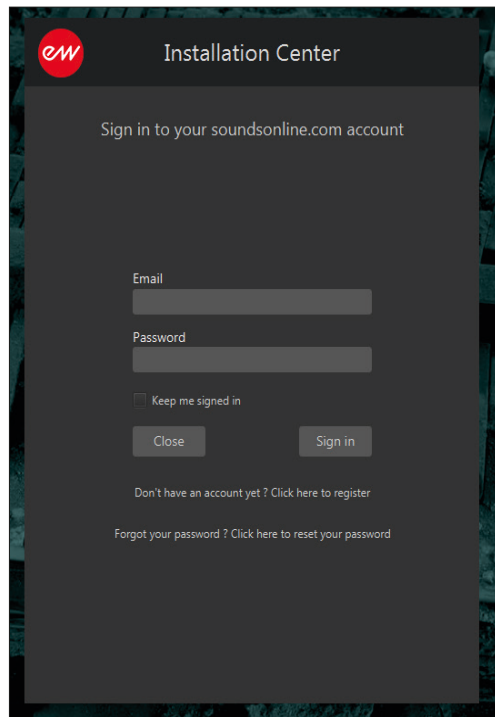 ew
Installation Center
Sign in to your soundsonline.com account
Email
Password
Keep me signed in
Close
Sign in
Don't have an account yet ? Click here to register
Forgot your password ? Click here to reset your password